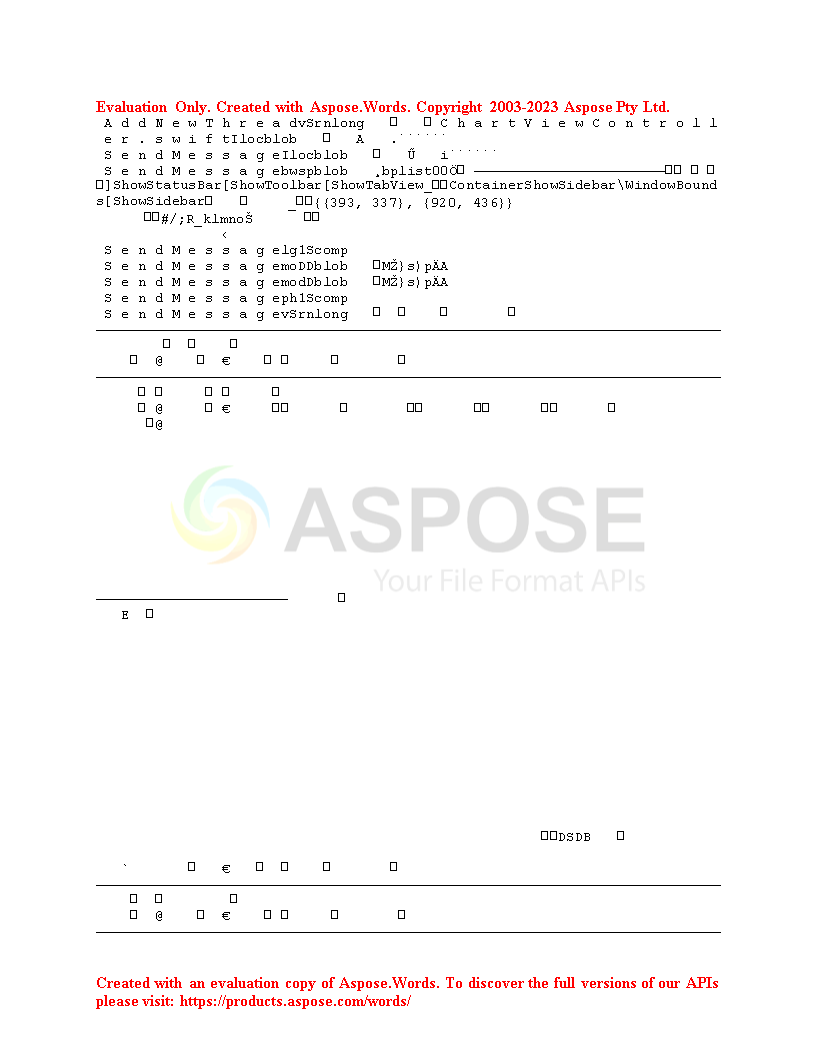 Evaluation Only. Created with Aspose.Words. Copyright 2003-2023 Aspose Pty Ltd.
A d d N e w T h r e a dvSrnlong □ □ C h a r t V i e w C o n t r o l l
e r . s w i f tIlocblob □ A .˙˙˙˙˙˙
S e n d M e s s a g eIlocblob □ Ű i˙˙˙˙˙˙
S e n d M e s s a g ebwspblob ¸bplist00Ö□ □□ □ □
□]ShowStatusBar[ShowToolbar[ShowTabView_□□ContainerShowSidebar\WindowBound
s[ShowSidebar□ □ _□□{{393, 337}, {920, 436}}
□□#/;R_klmnoŠ □□
‹
S e n d M e s s a g elg1Scomp
S e n d M e s s a g emoDDblob □MŽ}s)pÄA
S e n d M e s s a g emodDblob □MŽ}s)pÄA
S e n d M e s s a g eph1Scomp
S e n d M e s s a g evSrnlong □ □ □ □
□ □ □
□ @ □ € □ □ □ □
□ □ □ □ □
□ @ □ € □□ □ □□ □□ □□ □
□@
ASPOSE
Your File Format APIs
□
E □
□□DSDB □
` □ € □ □ □ □
□ □ □
□ @ □ € □ □ □ □
Created with an evaluation copy of Aspose.Words. To discover the full versions of our APIs
please visit: https://products.aspose.com/words/